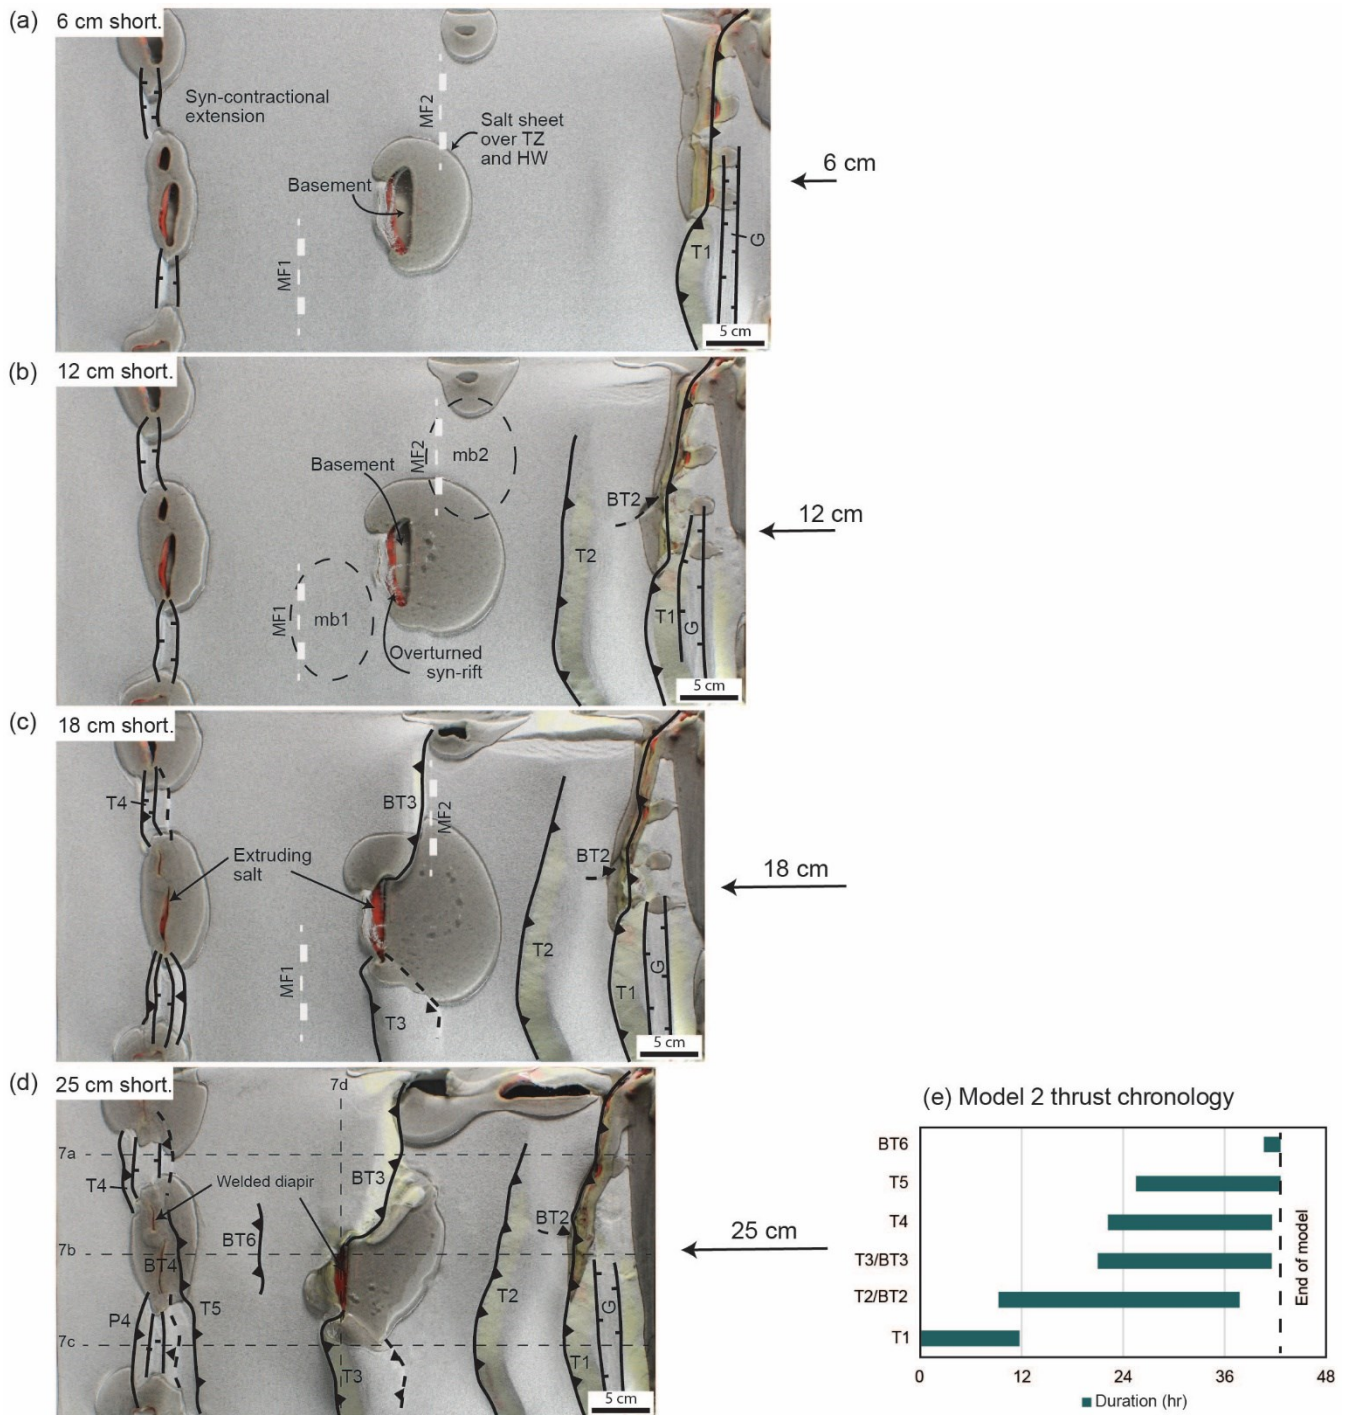 (a)
6 cm short.
Syn-contractional
extension
MF2
Salt sheet
over TZ
and HW
Basement
MF1
T1
G
5 cm
6 cm
(b)
12 cm short.
MF2
mb2
Basement
BT2
T2
MF1
mb1
T1
G
Overturned
syn-rift
5 cm
12 cm
(c)
18 cm short.
T4
BT3
MF2
Extruding
salt
BT2
T2
MF1
G
T1
T3
5 cm
18 cm
(d)
25 cm short.
7d
7a
T4
BT3
Welded diapir
BT6
BT2
7b
BT4
T2
P4
T5
G
7c
T3
T1
5 cm
25 cm
(e) Model 2 thrust chronology
BT6
T5
T4
T3/BT3
T2/BT2
T1
End of model
0 12 24 36 48
Duration (hr)